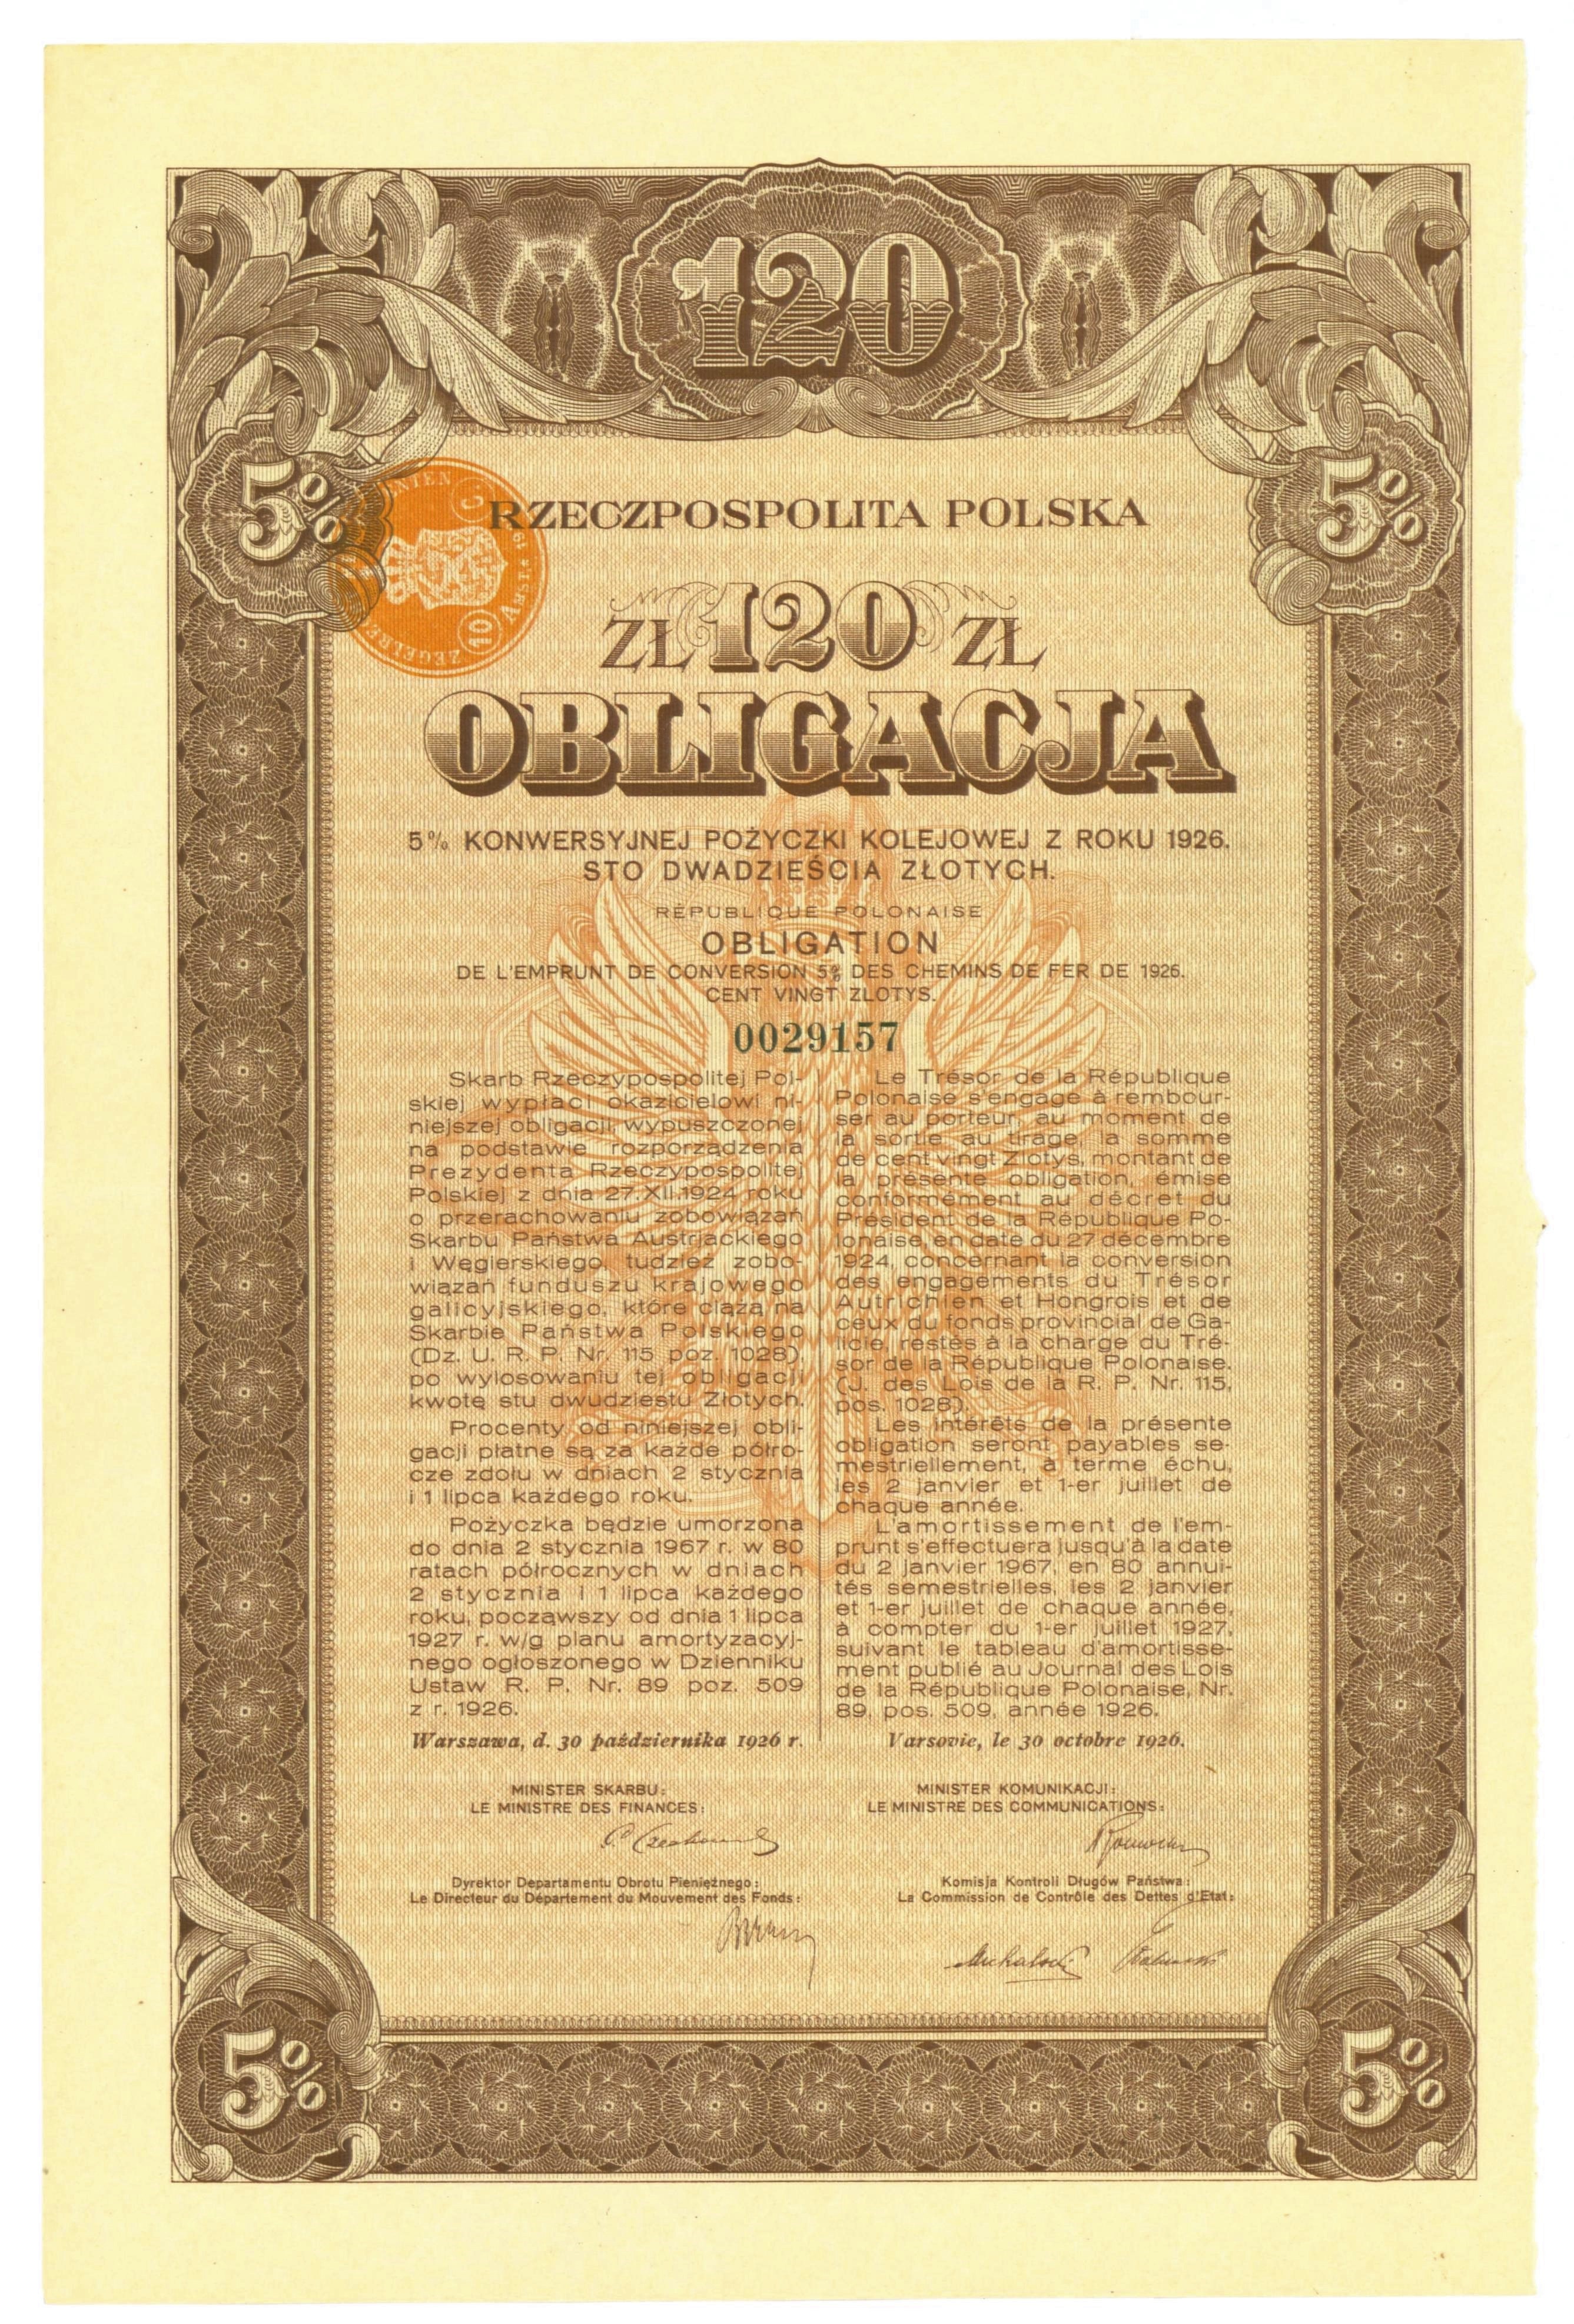 120
5%
5%
ZEGELRE
NIEN
AMST.
10
RZECZPOSPOLITA POLSKA
ZŁ 120 ZŁ
OBLIGACJA
5% KONWERSYJNEJ POŻYCZKI KOLEJOWEJ Z ROKU 1926.
STO DWADZIEŚCIA ZŁOTYCH.
RÉPUBLIQUE POLONAISE
OBLIGATION
DE L'EMPRUNT DE CONVERSION 5% DES CHEMINS DE FER DE 1926.
CENT VINGT ZLOTYS.
0029157
Skarb Rzeczypospolitej Pol-
skiej wypłaci okazicielowi ni-
niejszej obligacji, wypuszczonej
na podstawie rozporządzenia
Prezydenta Rzeczypospolitej
Polskiej z dnia 27. XII. 1924 roku
o przerachowaniu zobowiązań
Skarbu Państwa Austrjackiego
i Węgierskiego, tudzież zobo-
wiązań funduszu krajowego
galicyjskiego, które ciążą na
Skarbie Państwa Polskiego
(Dz. U. R. P. Nr. 115 poz. 1028),
po wylosowaniu tej obligacji
kwotę stu dwudziestu Złotych.
Procenty od niniejszej obli-
gacji płatne są za każde półro-
cze zdołu w dniach 2 stycznia
i 1 lipca każdego roku.
Pożyczka będzie umorzona
do dnia 2 stycznia 1967 r. w 80
ratach półrocznych w dniach
2 stycznia i 1 lipca każdego
roku, począwszy od dnia 1 lipca
1927 r. w/g planu amortyzacyj-
nego ogłoszonego w Dzienniku
Ustaw R. P. Nr. 89 poz. 509
z r. 1926.
Warszawa, d. 30 października 1926 r.
Le Trésor de la République
Polonaise s'engage à rembour-
ser au porteur, au moment de
la sortie au tirage, la somme
de cent vingt Zlotys, montant de
la présente obligation, émise
conformément au décret du
Président de la République Po-
lonaise, en date du 27 décembre
1924, concernant la conversion
des engagements du Trésor
Autrichien et Hongrois et de
ceux du fonds provincial de Ga-
licie, restés à la charge du Tré-
sor de la République Polonaise.
(J. des Lois de la R. P. Nr. 115,
pos. 1028).
Les intérêts de la présente
obligation seront payables se-
mestriellement, à terme échu,
les 2 janvier et 1-er juillet de
chaque année.
L'amortissement de l'em-
prunt s'effectuera jusqu'à la date
du 2 janvier 1967, en 80 annui-
tés semestrielles, les 2 janvier
et 1-er juillet de chaque année,
à compter du 1-er juillet 1927,
suivant le tableau d'amortisse-
ment publié au Journal des Lois
de la République Polonaise, Nr.
89, pos. 509, année 1926.
Varsovie, le 30 octobre 1926.
MINISTER SKARBU:
LE MINISTRE DES FINANCES:
MINISTER KOMUNIKACJI:
LE MINISTRE DES COMMUNICATIONS:
Dyrektor Departamentu Obrotu Pieniężnego:
Le Directeur du Département du Mouvement des Fonds:
Komisja Kontroli Długów Państwa:
La Commission de Contrôle des Dettes d'Etat:
5%
5%